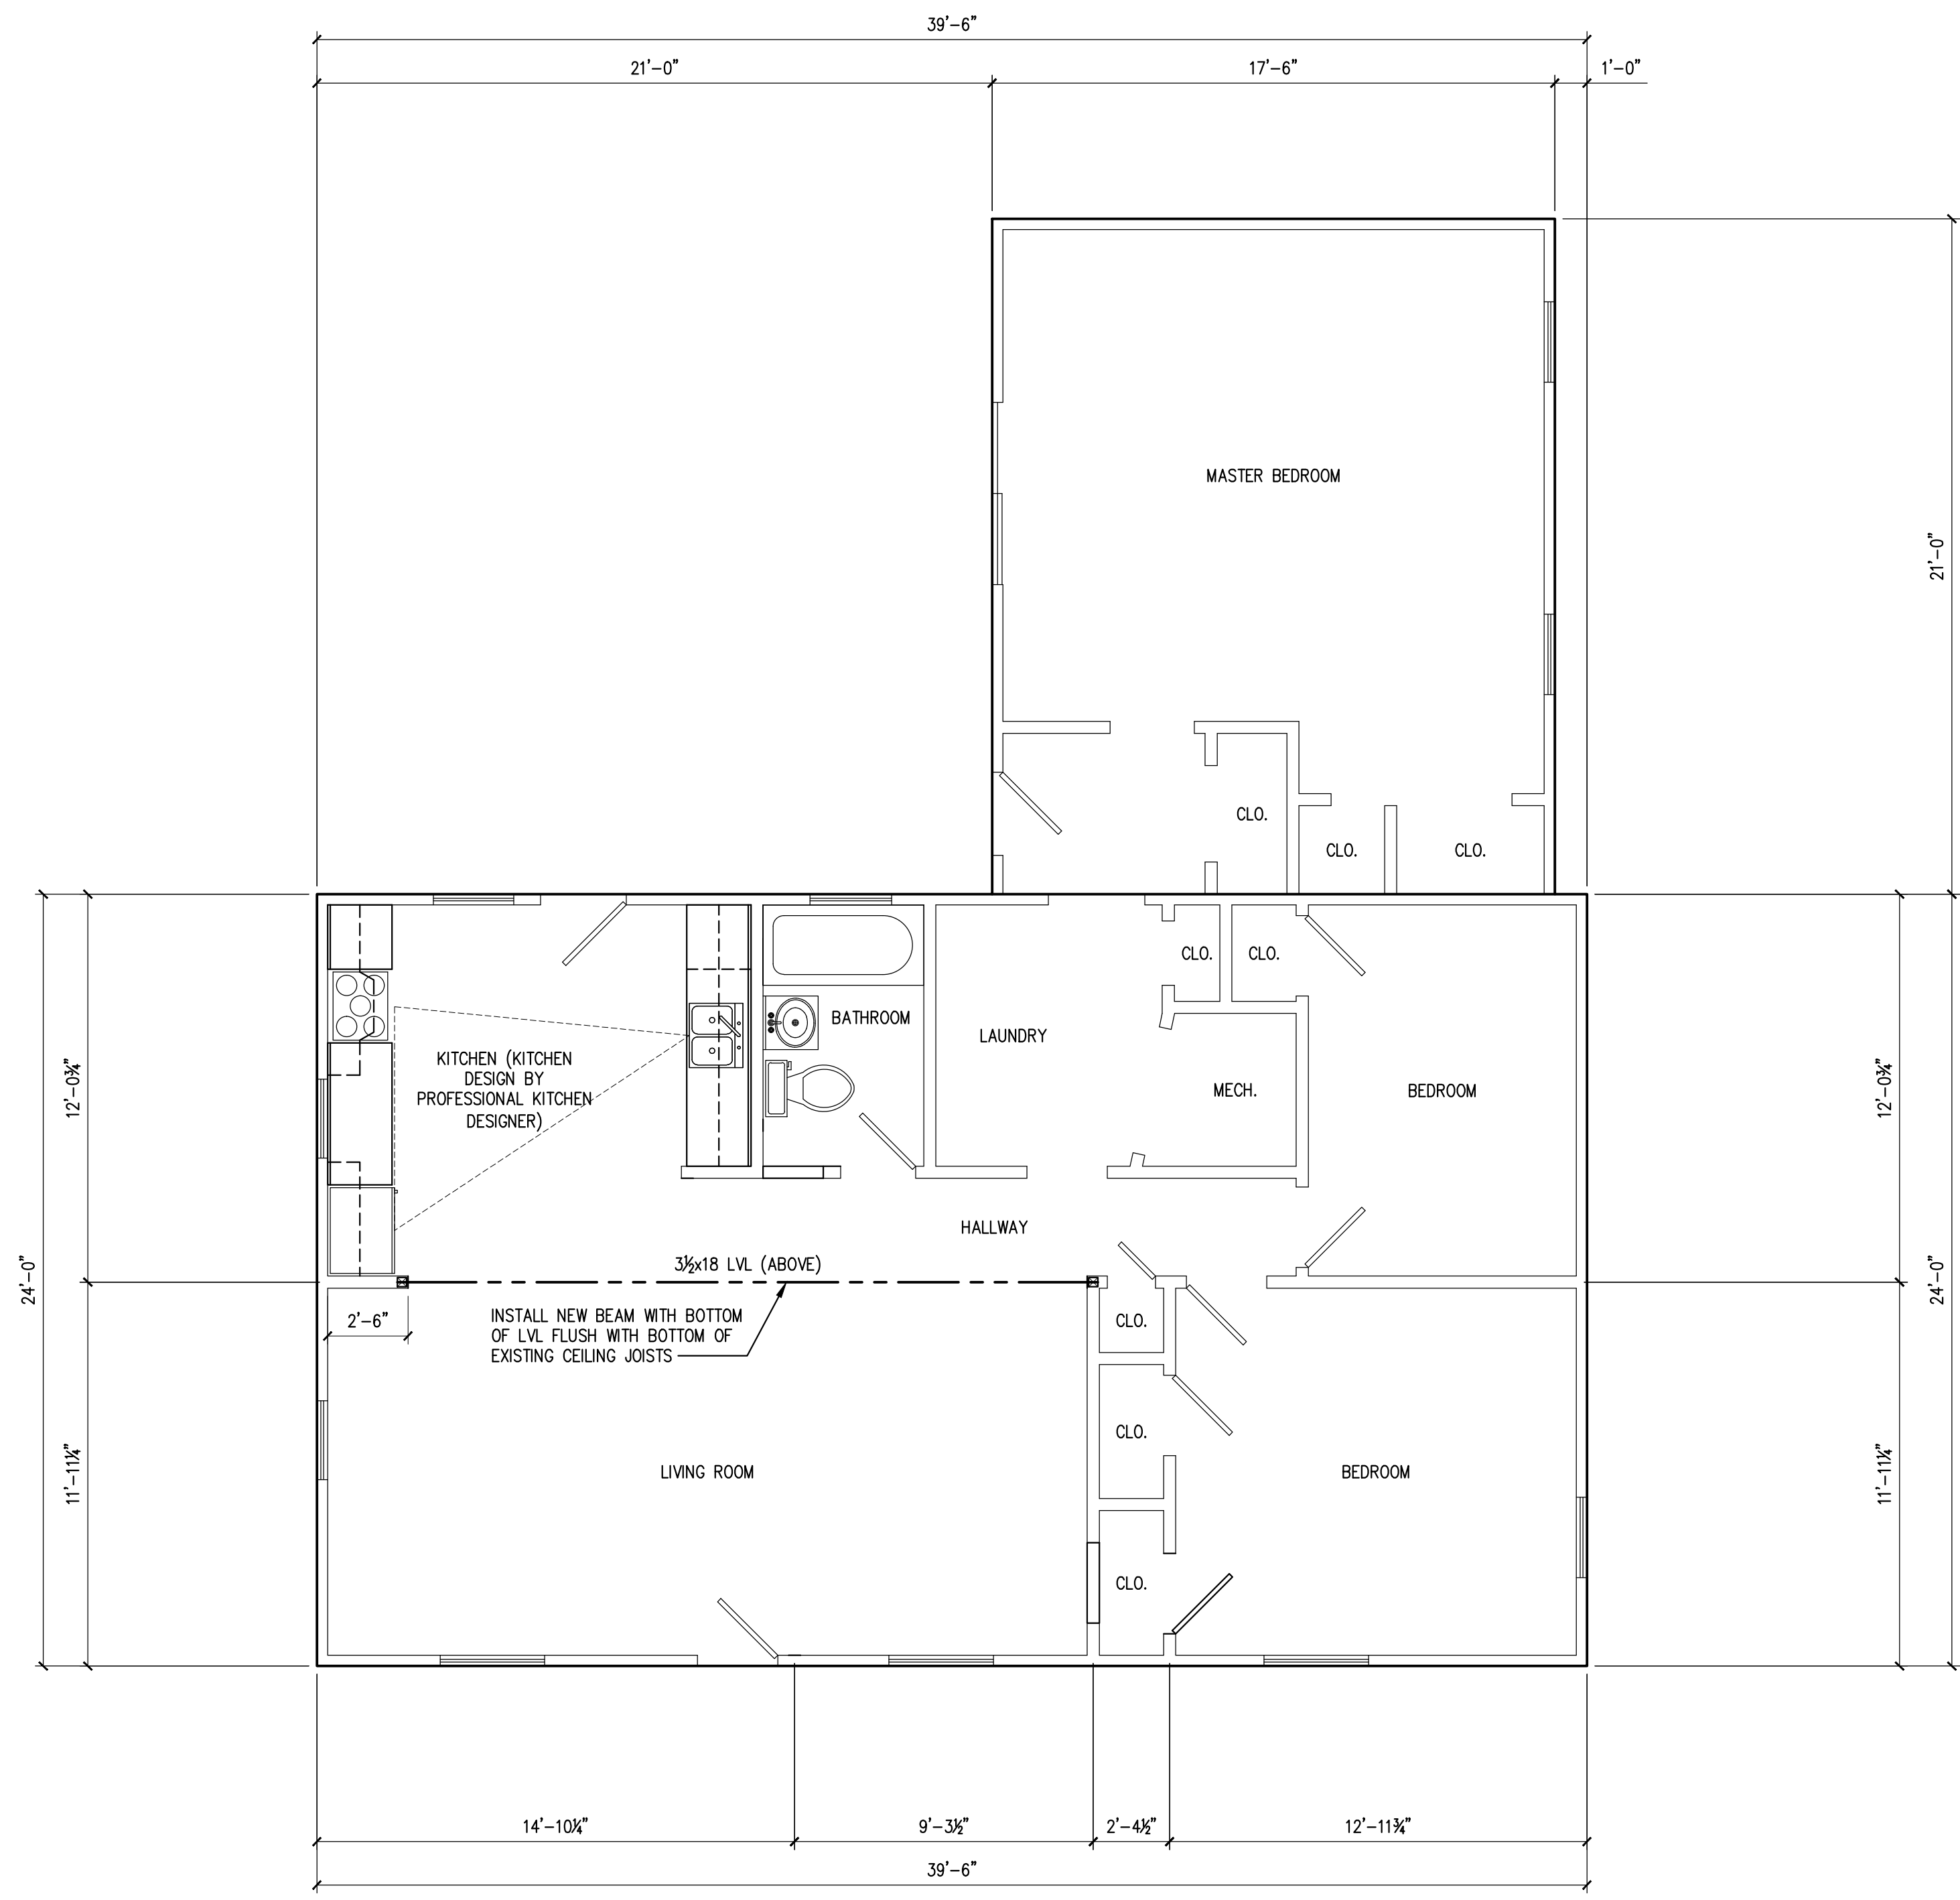 39'-6"
21'-0"
17'-6"
1'-0"
MASTER BEDROOM
21'-0"
CLO.
CLO.
CLO.
CLO.
CLO.
BATHROOM
LAUNDRY
KITCHEN (KITCHEN
DESIGN BY
PROFESSIONAL KITCHEN
DESIGNER)
MECH.
BEDROOM
12'-0¾"
12'-0¾"
HALLWAY
3½x18 LVL (ABOVE)
24'-0"
24'-0"
2'-6"
INSTALL NEW BEAM WITH BOTTOM
OF LVL FLUSH WITH BOTTOM OF
EXISTING CEILING JOISTS
CLO.
CLO.
LIVING ROOM
BEDROOM
11'-11¼"
11'-11¼"
CLO.
14'-10¼"
9'-3½"
2'-4½"
12'-11¾"
39'-6"